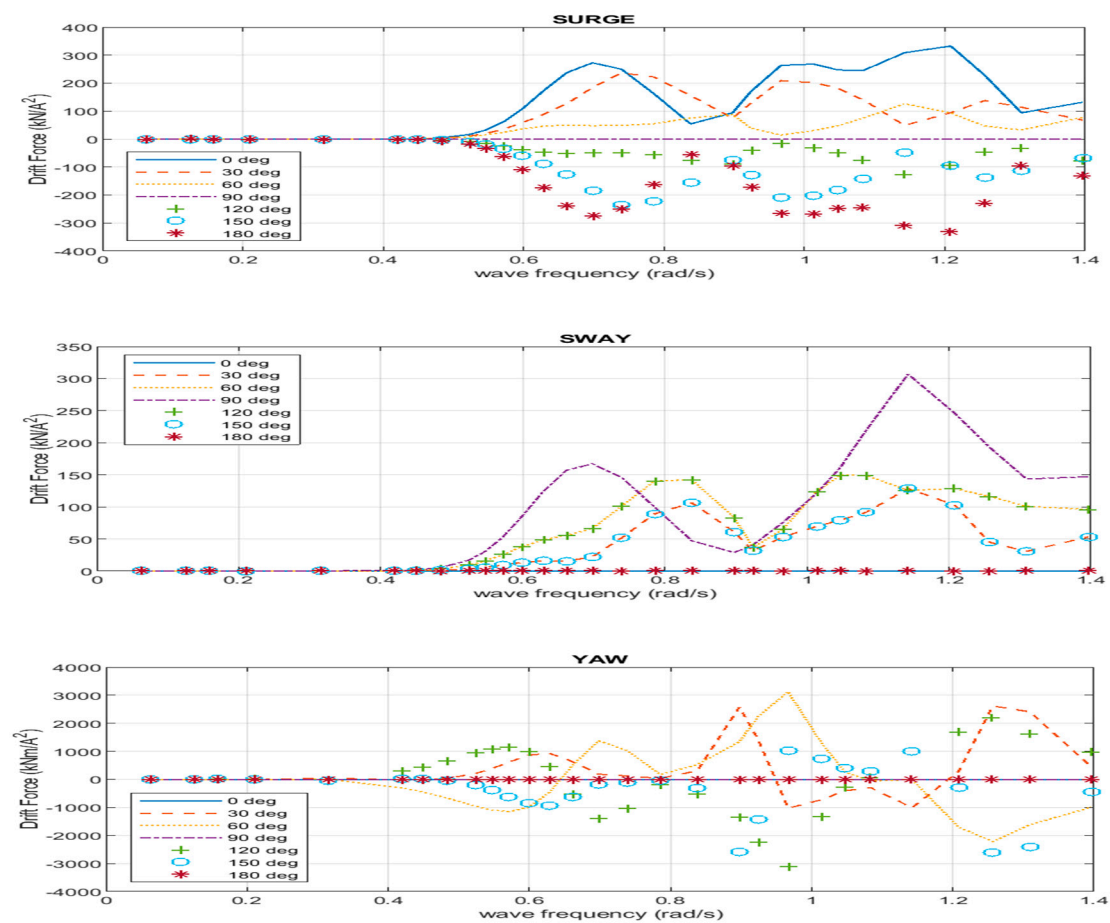 SURGE
400
300
200
100
0
-100
-200
-300
-400
Drift Force (kN/A²)
0 deg
30 deg
60 deg
90 deg
120 deg
150 deg
180 deg
0 0.2 0.4 0.6 0.8 1 1.2 1.4
wave frequency (rad/s)
SWAY
350
300
250
200
150
100
50
0
Drift Force (kN/A²)
0 deg
30 deg
60 deg
90 deg
120 deg
150 deg
180 deg
0 0.2 0.4 0.6 0.8 1 1.2 1.4
wave frequency (rad/s)
YAW
4000
3000
2000
1000
0
-1000
-2000
-3000
-4000
Drift Force (kNm/A²)
0 deg
30 deg
60 deg
90 deg
120 deg
150 deg
180 deg
0 0.2 0.4 0.6 0.8 1 1.2 1.4
wave frequency (rad/s)